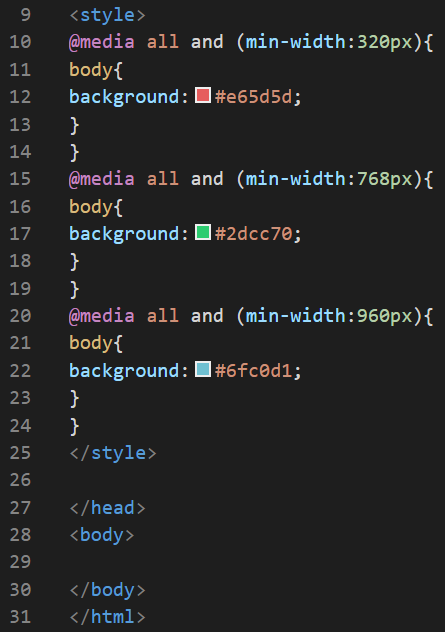 9 <style>
10 @media all and (min-width:320px){
11 body{
12 background:#e65d5d;
13 }
14 }
15 @media all and (min-width:768px){
16 body{
17 background:#2dcc70;
18 }
19 }
20 @media all and (min-width:960px){
21 body{
22 background:#6fc0d1;
23 }
24 }
25 </style>
26
27 </head>
28 <body>
29
30 </body>
31 </html>